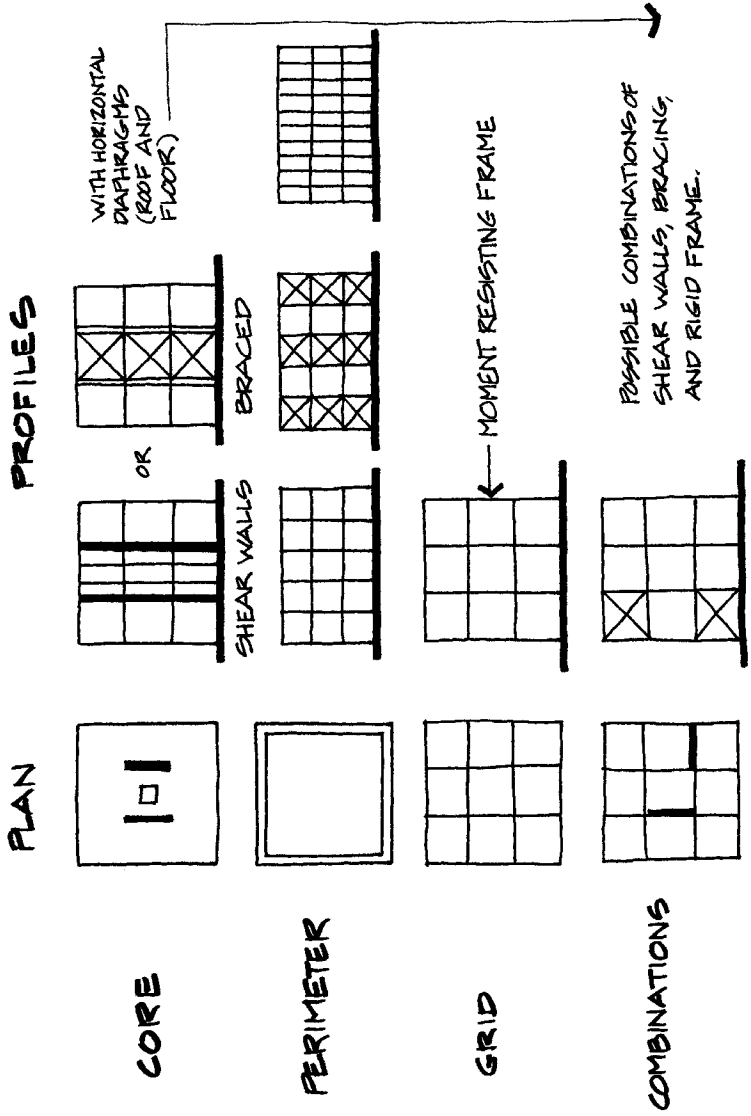 PLAN
PROFILES
CORE
OR
WITH HORIZONTAL
DIAPHRAGMS
(ROOF AND
FLOOR)
SHEAR WALLS
BRACED
PERIMETER
GRID
MOMENT RESISTING FRAME
COMBINATIONS
POSSIBLE COMBINATIONS OF
SHEAR WALLS, BRACING,
AND RIGID FRAME.